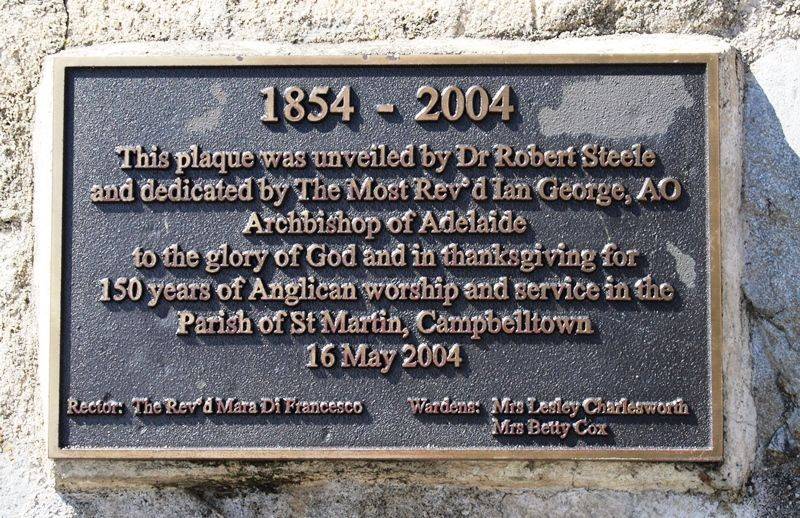 1854 - 2004
This plaque was unveiled by Dr Robert Steele
and dedicated by The Most Rev'd Ian George, AO
Archbishop of Adelaide
to the glory of God and in thanksgiving for
150 years of Anglican worship and service in the
Parish of St Martin, Campbelltown
16 May 2004
Rector: The Rev'd Mara Di Francesco Wardens: Mrs Lesley Charlesworth
Mrs Betty Cox